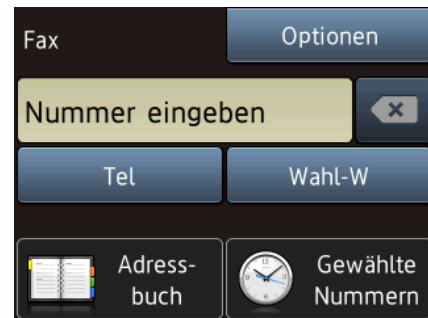 Fax
Optionen
Nummer eingeben
Tel
Wahl-W
Adress-
buch
Gewählte
Nummern